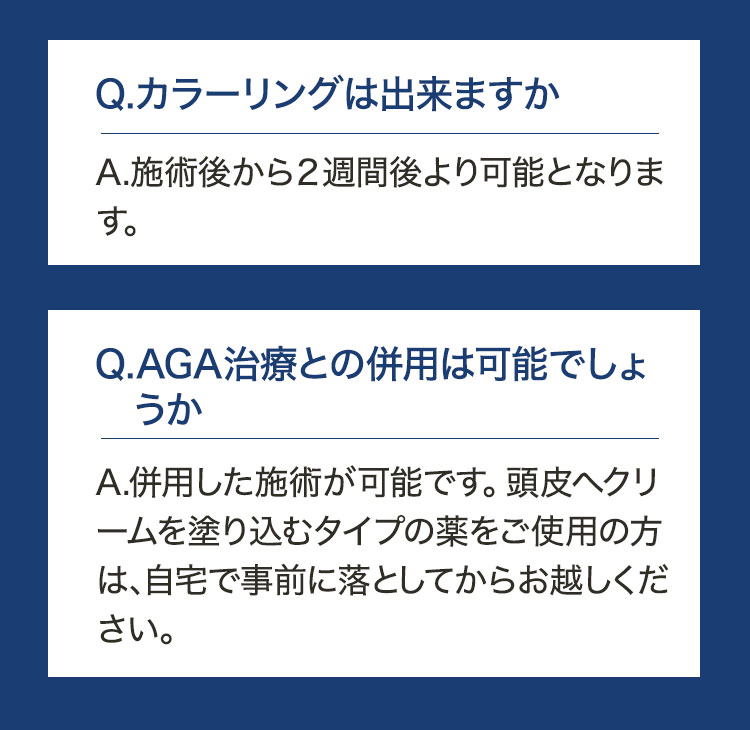 Q.カラーリングは出来ますか
A.施術後から2週間後より可能となりま
す。
Q.AGA治療との併用は可能でしょ
うか
A.併用した施術が可能です。頭皮へクリ
ームを塗り込むタイプの薬をご使用の方
は、自宅で事前に落としてからお越しくだ
さい。